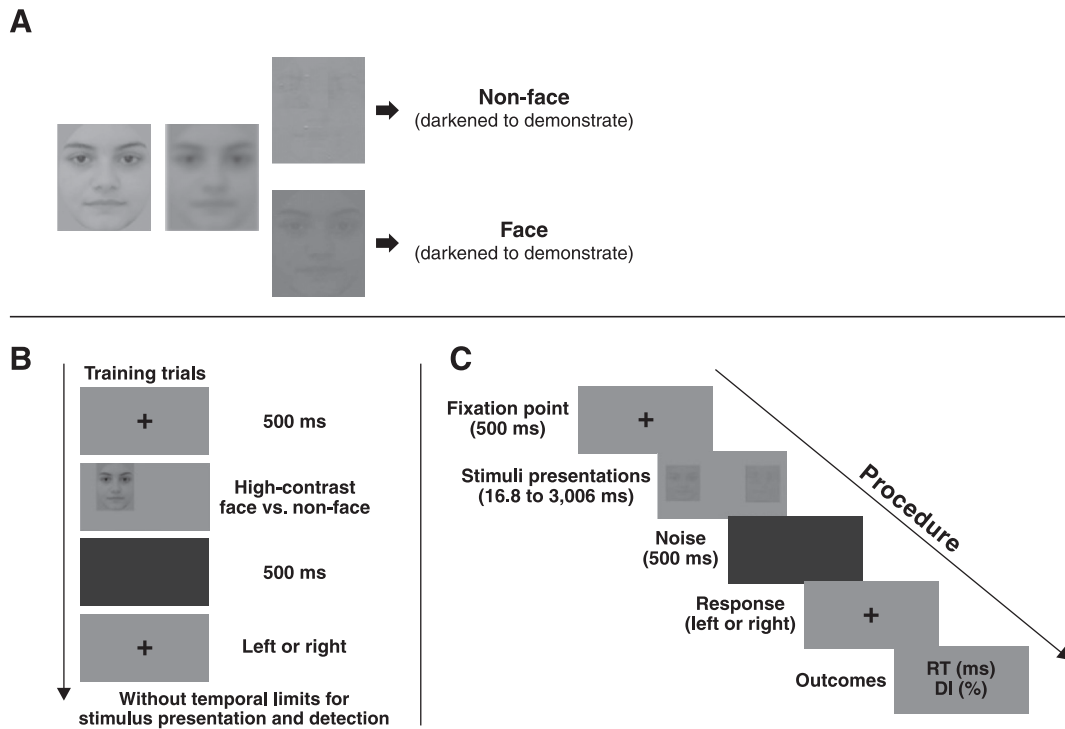 A
Non-face
(darkened to demonstrate)
Face
(darkened to demonstrate)
B
Training trials
500 ms
High-contrast
face vs. non-face
500 ms
Left or right
Without temporal limits for
stimulus presentation and detection
C
Fixation point
(500 ms)
Stimuli presentations
(16.8 to 3,006 ms)
Noise
(500 ms)
Response
(left or right)
Outcomes
RT (ms)
DI (%)
Procedure